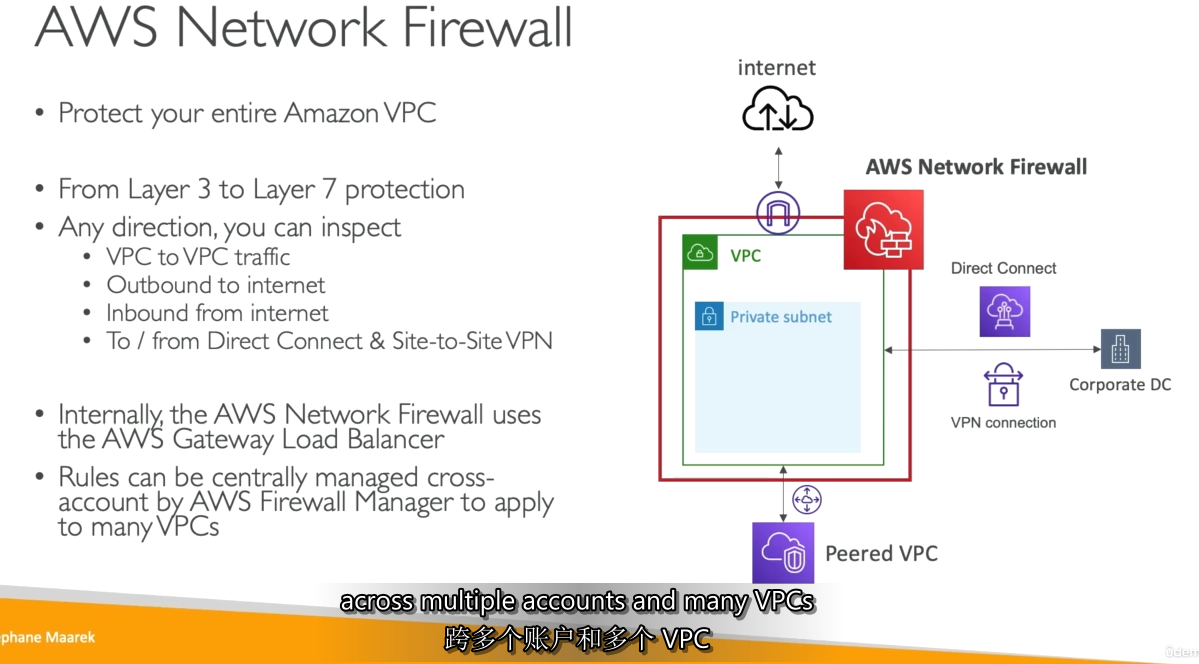 AWS Network Firewall
• Protect your entire Amazon VPC
• From Layer 3 to Layer 7 protection
• Any direction, you can inspect
• VPC to VPC traffic
• Outbound to internet
• Inbound from internet
• To / from Direct Connect & Site-to-Site VPN
• Internally, the AWS Network Firewall uses
the AWS Gateway Load Balancer
• Rules can be centrally managed cross-
account by AWS Firewall Manager to apply
to many VPCs
internet
AWS Network Firewall
VPC
Private subnet
Direct Connect
Corporate DC
VPN connection
Peered VPC
across multiple accounts and many VPCs
跨多个账户和多个 VPC
phane Maarek
ûdem